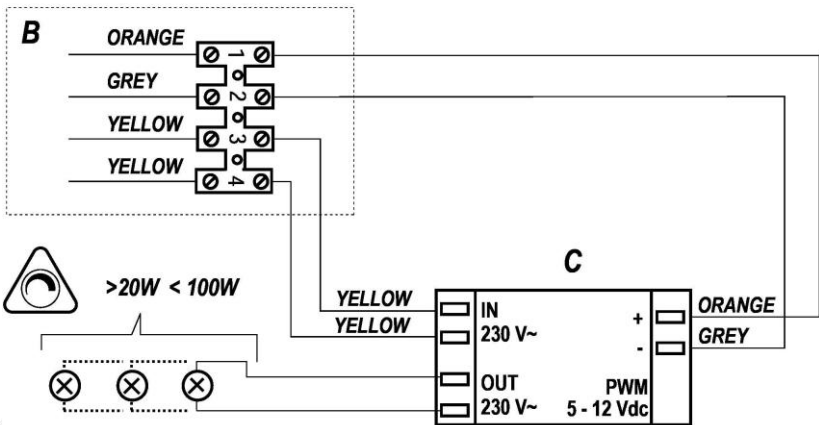 B
ORANGE
GREY
YELLOW
YELLOW
1
2
3
4
>20W < 100W
C
YELLOW
YELLOW
IN
230 V~
OUT
230 V~
+
-
PWM
5 - 12 Vdc
ORANGE
GREY